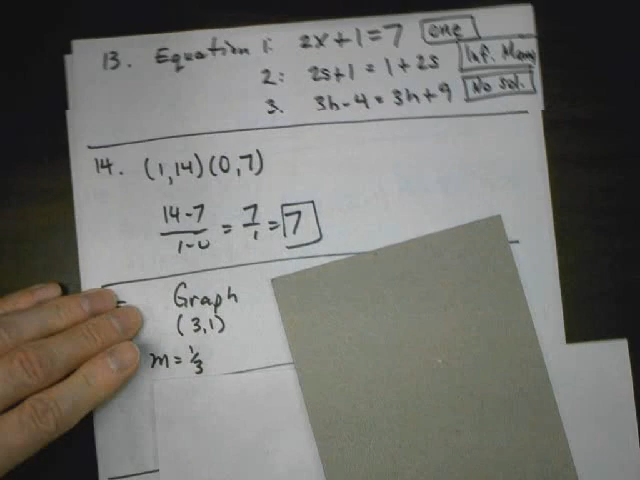 13. Equation 1: 2x+1=7 one
2: 2s+1 = 1+2s Inf. Many
3. 3h-4=3h+9 No sol.
14. (1,14)(0,7)
14-7/1-0 = 7/1 = 7
Graph
(3,1)
m=1/3